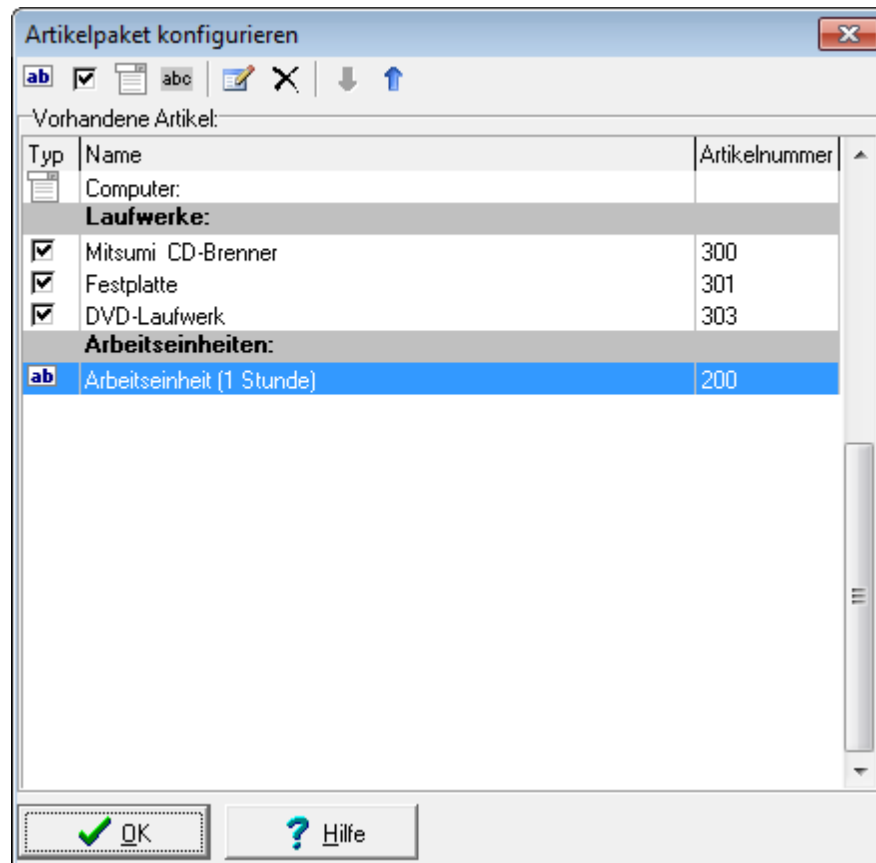 Artikelpaket konfigurieren
ab abc
Vorhandene Artikel:
Typ Name Artikelnummer
Computer:
Laufwerke:
Mitsumi CD-Brenner 300
Festplatte 301
DVD-Laufwerk 303
Arbeitseinheiten:
ab Arbeitseinheit (1 Stunde) 200
OK ? Hilfe